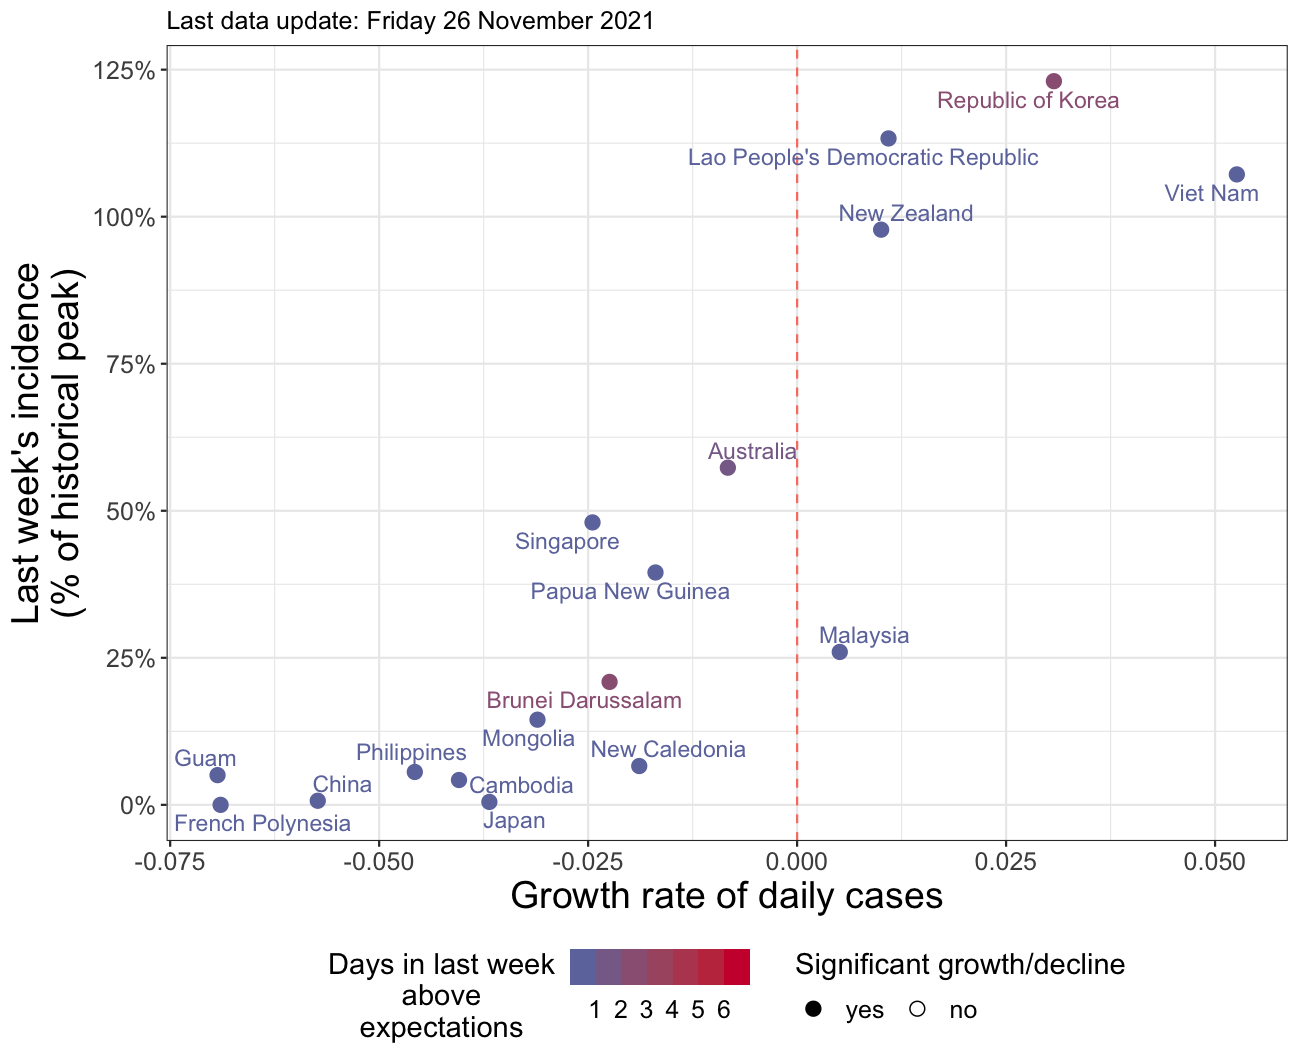 Last data update: Friday 26 November 2021
125%
Republic of Korea
Lao People's Democratic Republic
Viet Nam
New Zealand
100%
75%
Australia
50%
Singapore
Papua New Guinea
Malaysia
25%
Brunei Darussalam
Mongolia
New Caledonia
Philippines
Guam
China
Cambodia
0%
French Polynesia
Japan
Last week's incidence
(% of historical peak)
-0.075 -0.050 -0.025 0.000 0.025 0.050
Growth rate of daily cases
Days in last week
above
expectations
1 2 3 4 5 6
Significant growth/decline
yes no